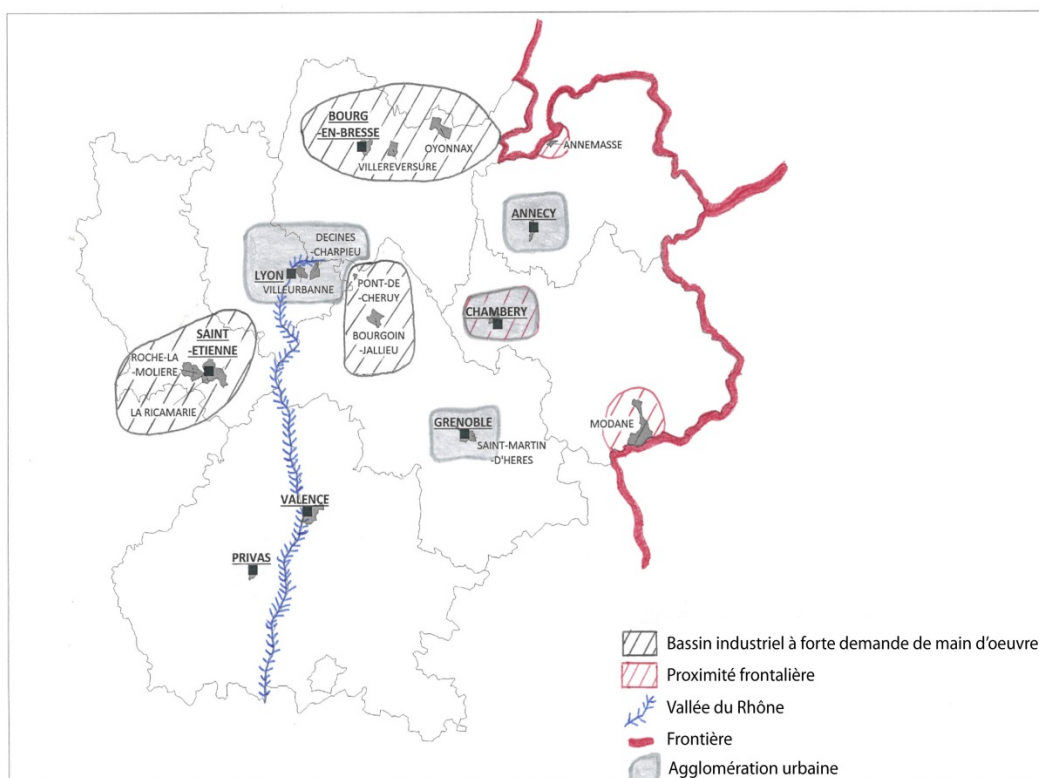 BOURG
-EN-BRESSE
OYONNAX
VILLEREVERSURE
ANNEMASSE
ANNECY
DECINES
-CHARPIEU
LYON
VILLEURBANNE
PONT-DE
-CHERUY
BOURGOIN
-JALLIEU
CHAMBERY
SAINT
-ETIENNE
ROCHE-LA
-MOLIERE
LA RICAMARIE
GRENOBLE
SAINT-MARTIN
-D'HERES
MODANE
VALENCE
PRIVAS
Bassin industriel à forte demande de main d'oeuvre
Proximité frontalière
Vallée du Rhône
Frontière
Agglomération urbaine